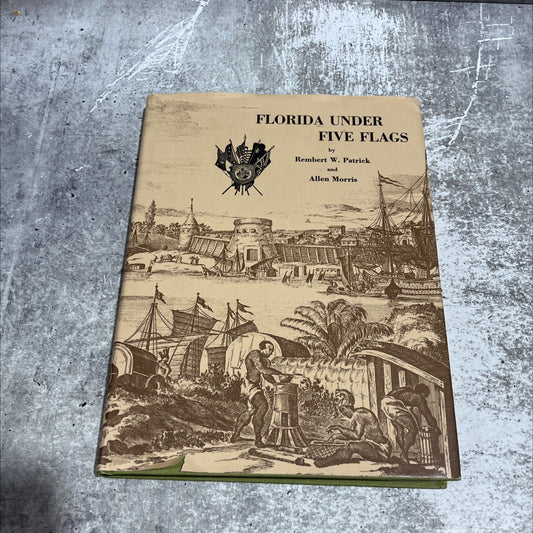 FLORIDA UNDER
FIVE FLAGS
by
Rembert W. Patrick
and
Allen Morris